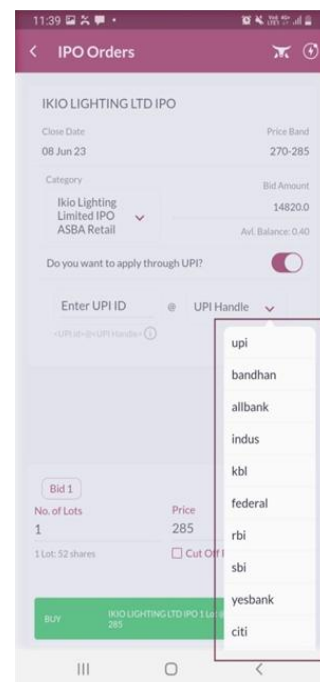 11:39
IPO Orders
IKIO LIGHTING LTD IPO
Close Date Price Band
08 Jun 23 270-285
Category Bid Amount
Ikio Lighting
Limited IPO
ASBA Retail
14820.0
Avl. Balance: 0.40
Do you want to apply through UPI?
Enter UPI ID @ UPI Handle
<UPI id>@<UPI Handle>
upi
bandhan
allbank
indus
kbl
federal
rbi
sbi
yesbank
citi
Bid 1
No. of Lots Price
1 285
1 Lot: 52 shares Cut Off
BUY IKIO LIGHTING LTD IPO 1 Lot
285